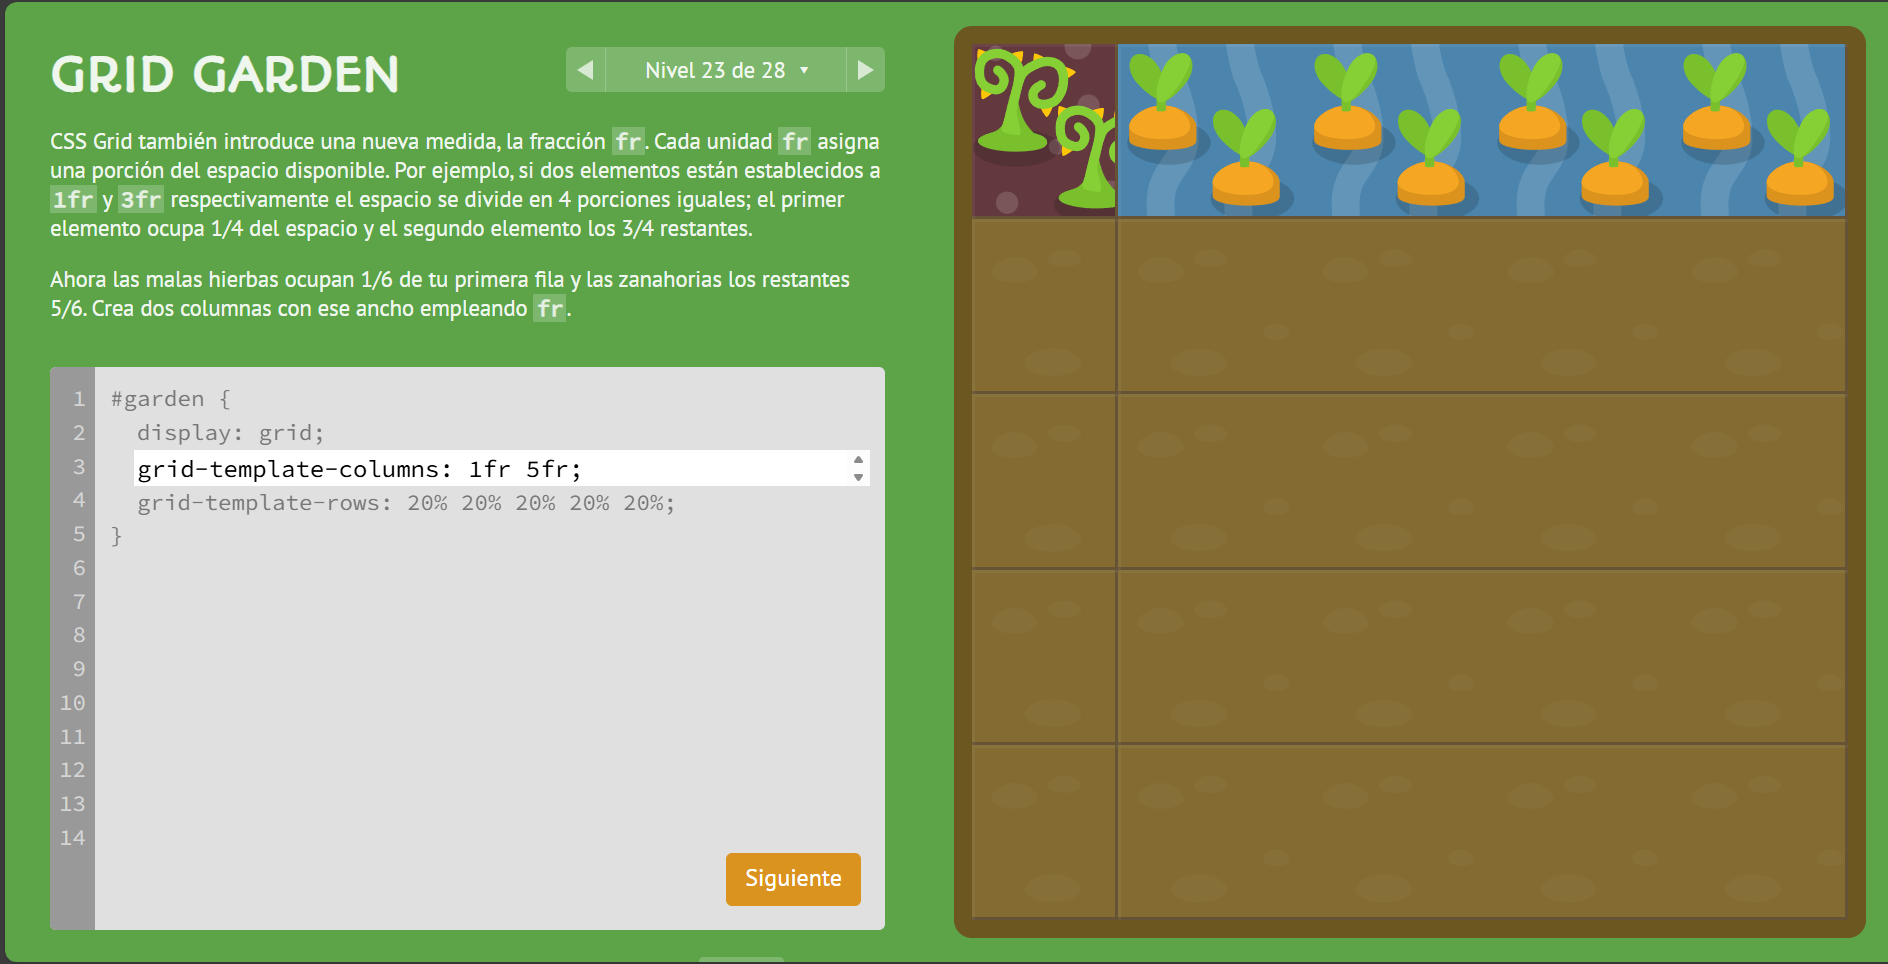 GRID GARDEN
Nivel 23 de 28
CSS Grid también introduce una nueva medida, la fracción fr. Cada unidad fr asigna
una porción del espacio disponible. Por ejemplo, si dos elementos están establecidos a
1fr y 3fr respectivamente el espacio se divide en 4 porciones iguales; el primer
elemento ocupa 1/4 del espacio y el segundo elemento los 3/4 restantes.
Ahora las malas hierbas ocupan 1/6 de tu primera fila y las zanahorias los restantes
5/6. Crea dos columnas con ese ancho empleando fr.
1 #garden {
2 display: grid;
3 grid-template-columns: 1fr 5fr;
4 grid-template-rows: 20% 20% 20% 20% 20%;
5 }
6
7
8
9
10
11
12
13
14
Siguiente